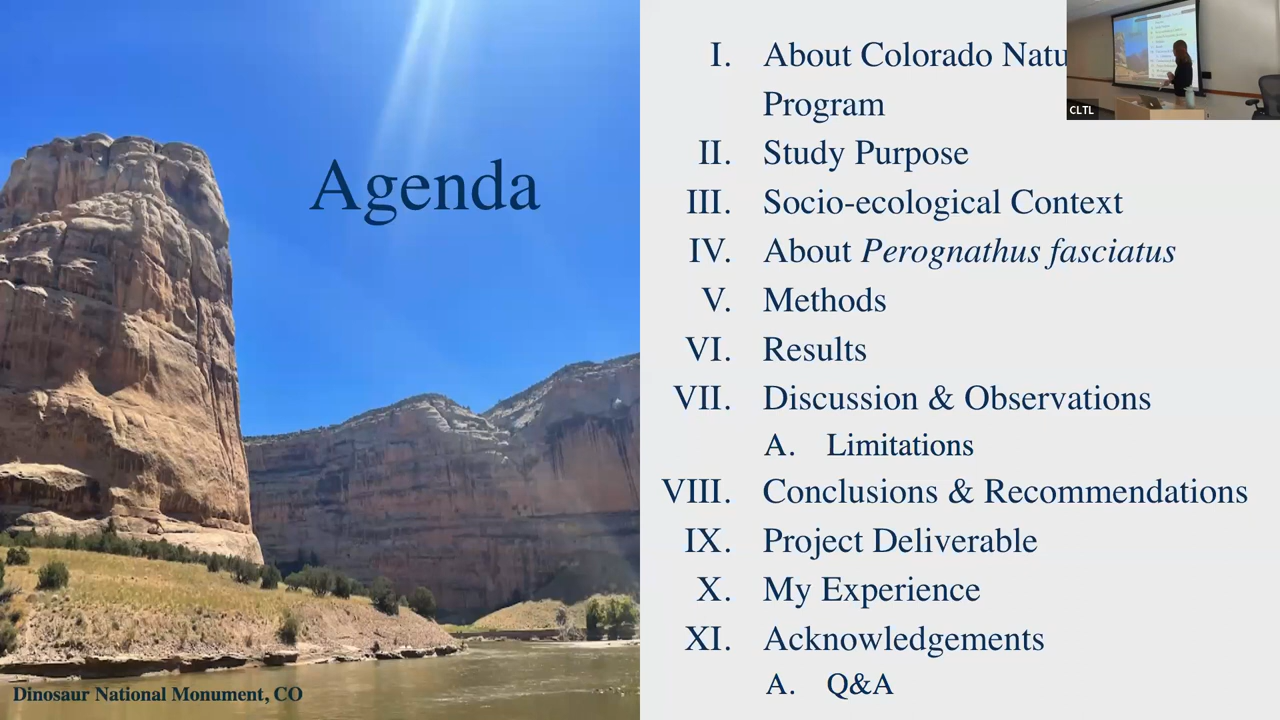 Agenda
Dinosaur National Monument, CO
I. About Colorado Natu
Program
II. Study Purpose
III. Socio-ecological Context
IV. About Perognathus fasciatus
V. Methods
VI. Results
VII. Discussion & Observations
A. Limitations
VIII. Conclusions & Recommendations
IX. Project Deliverable
X. My Experience
XI. Acknowledgements
A. Q&A
CLTL